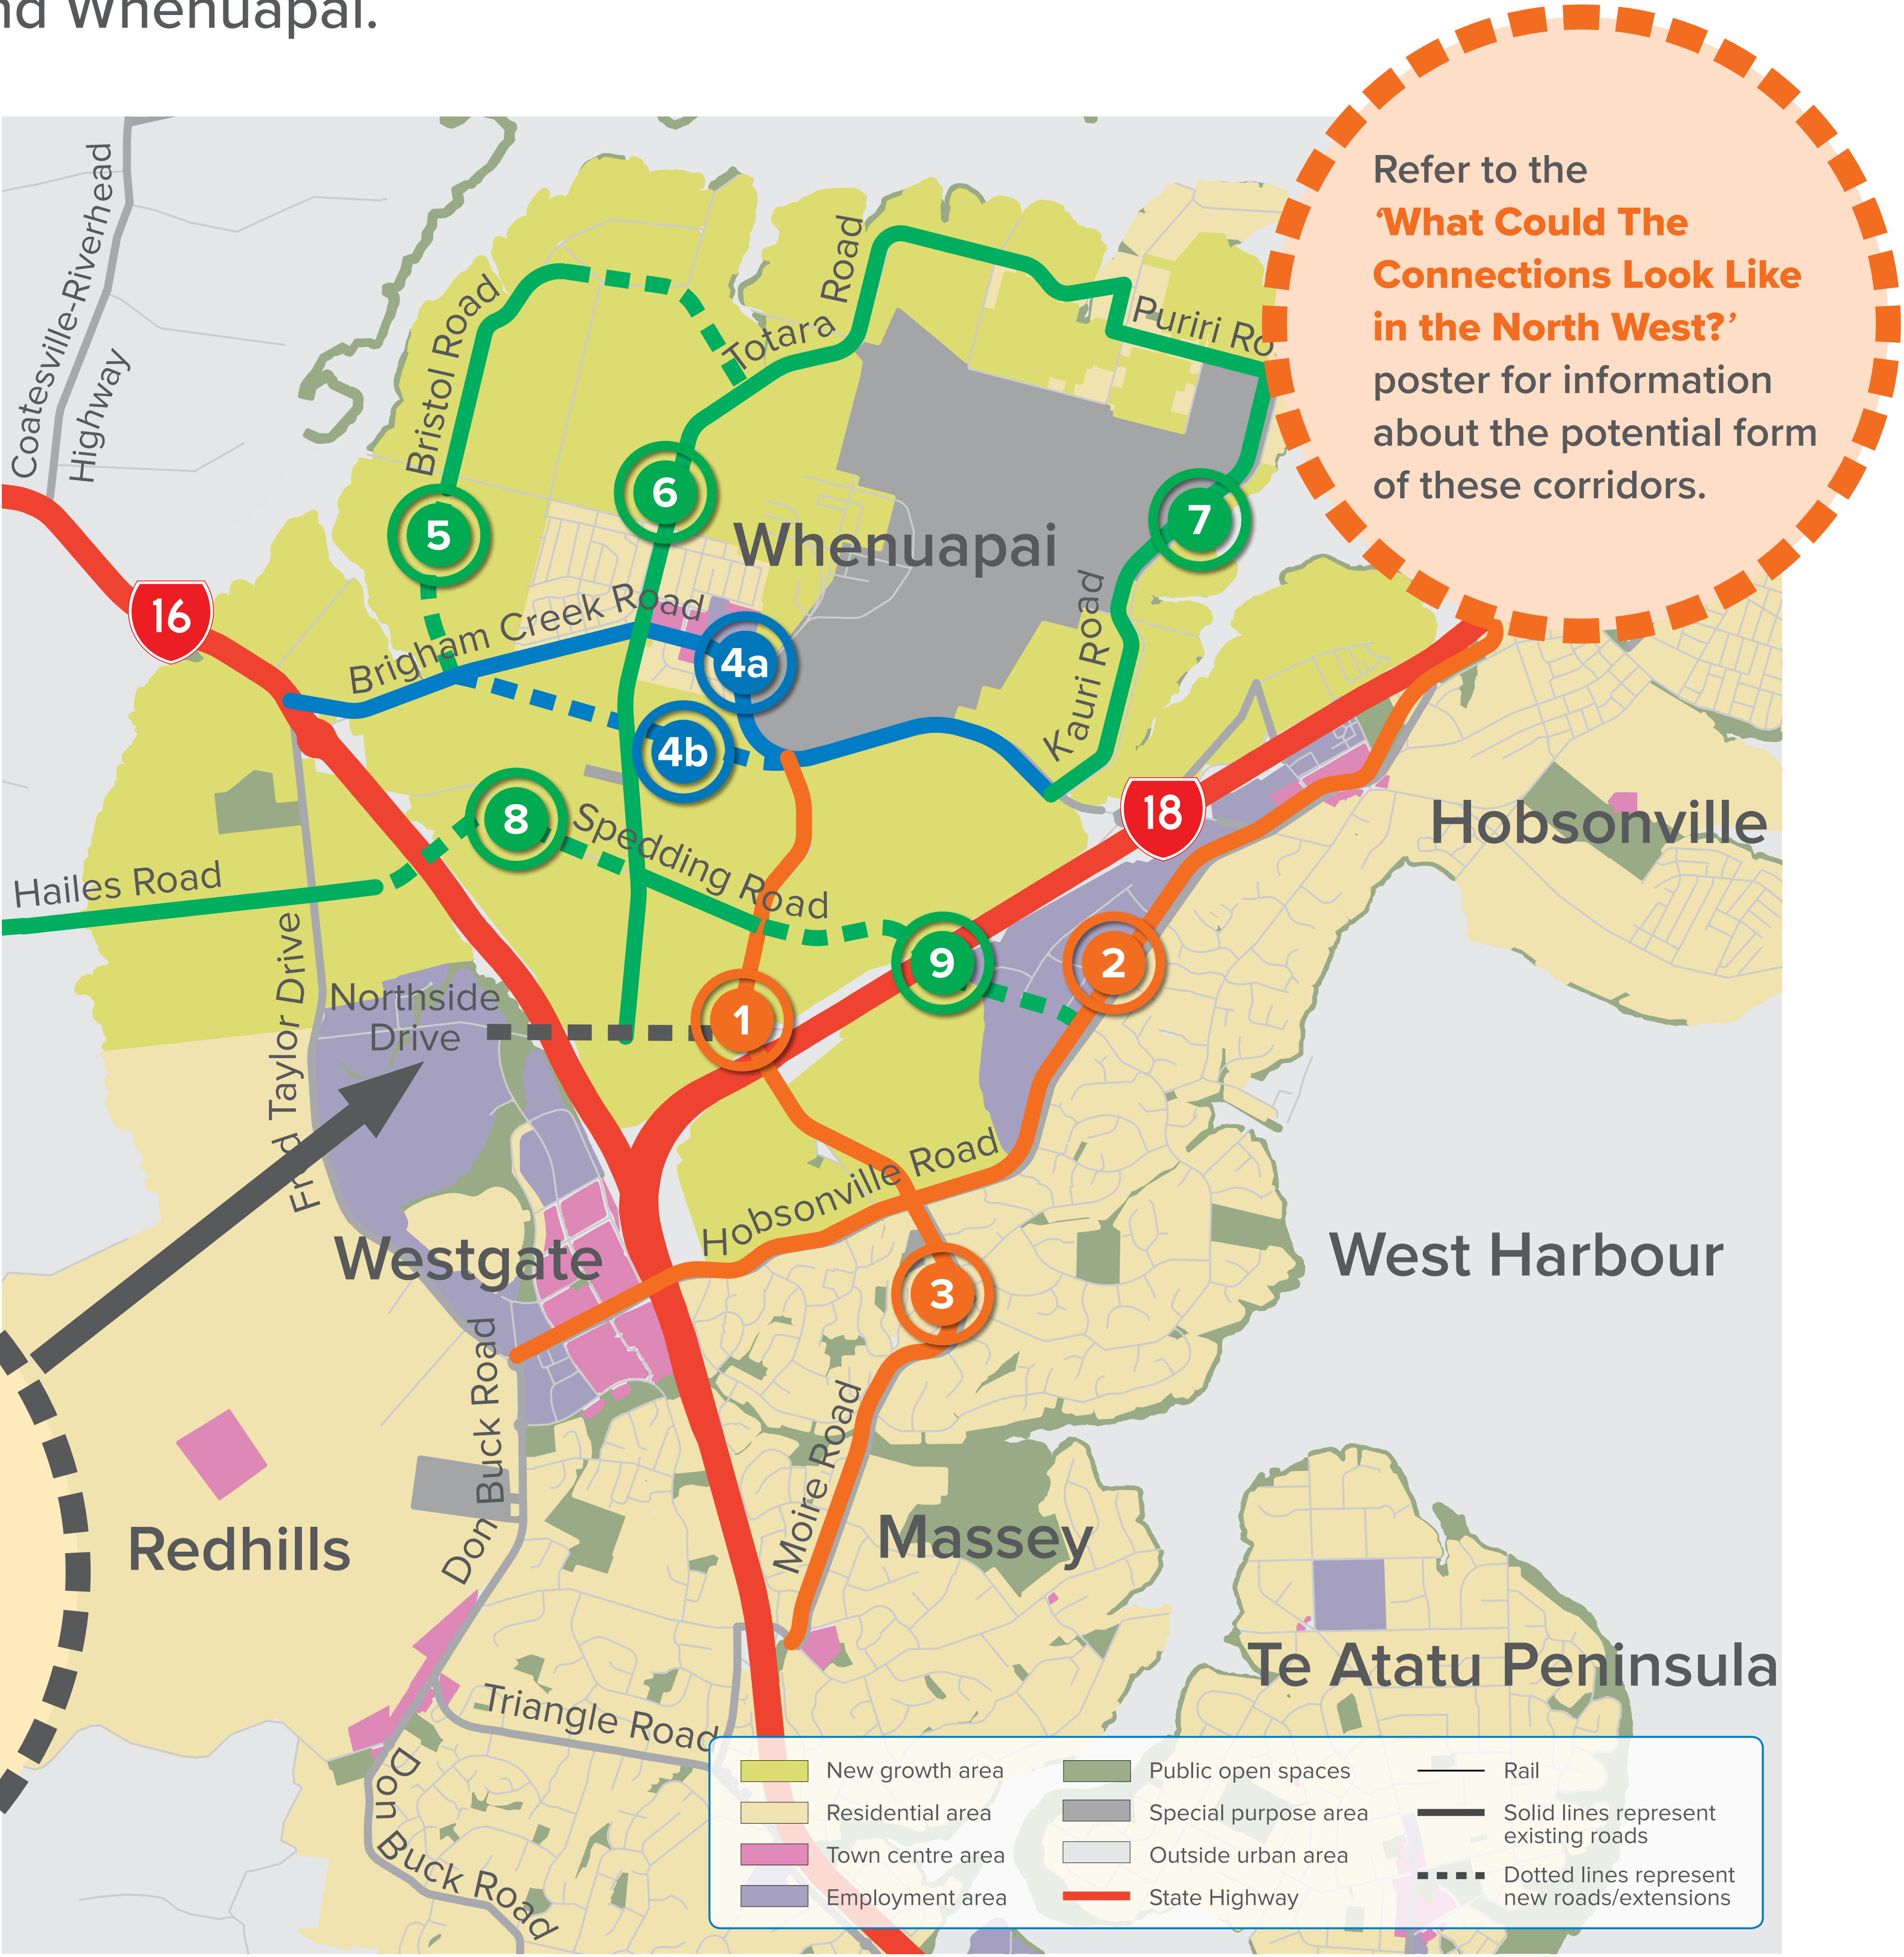 nd Whenuapai.
Refer to the
‘What Could The
Connections Look Like
in the North West?’
poster for information
about the potential form
of these corridors.
Coatesville-Riverhead
Highway
Bristol Road
Totara
Road
Puriri Ro
5
6
7
Whenuapai
16
Brigham Creek Road
4a
4b
Kauri Road
8
Spedding Road
18
Hobsonville
Hailes Road
Fred Taylor Drive
Northside
Drive
1
9
2
Hobsonville Road
Westgate
West Harbour
3
Don Buck Road
Moire Road
Redhills
Massey
Te Atatu Peninsula
Triangle Road
Don Buck Road
New growth area
Residential area
Town centre area
Employment area
Public open spaces
Special purpose area
Outside urban area
State Highway
Rail
Solid lines represent
existing roads
Dotted lines represent
new roads/extensions